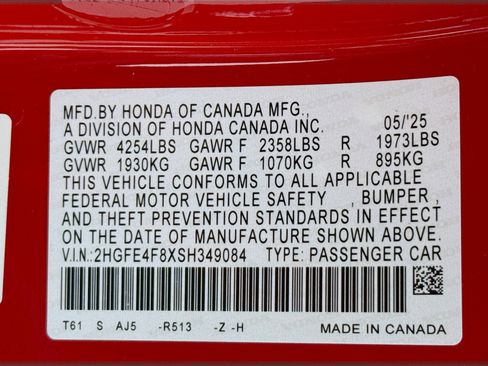 MFD.BY HONDA OF CANADA MFG.,
A DIVISION OF HONDA CANADA INC. 05/'25
GVWR 4254LBS GAWR F 2358LBS R 1973LBS
GVWR 1930KG GAWR F 1070KG R 895KG
THIS VEHICLE CONFORMS TO ALL APPLICABLE
FEDERAL MOTOR VEHICLE SAFETY , BUMPER,
AND THEFT PREVENTION STANDARDS IN EFFECT
ON THE DATE OF MANUFACTURE SHOWN ABOVE.
V.I.N:2HGFE4F8XSH349084 TYPE: PASSENGER CAR
T61 S AJ5 -R513 -Z -H MADE IN CANADA